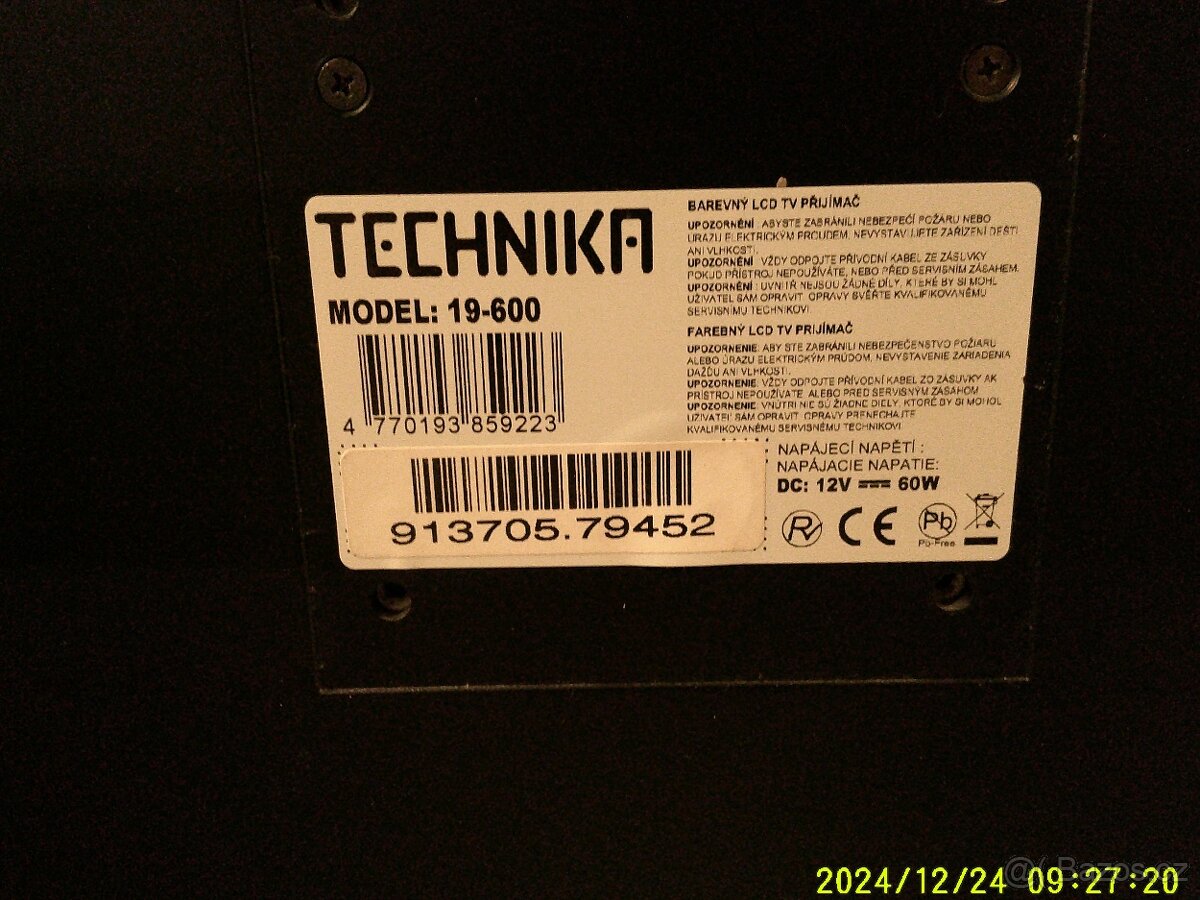 TECHNIKA
MODEL: 19-600
4 770193 859223
913705.79452
BAREVNÝ LCD TV PŘIJÍMAČ
UPOZORNĚNÍ : ABYSTE ZABRÁNILI NEBEZPEČÍ POŽÁRU NEBO
ÚRAZU ELEKTRICKÝM PROUDEM, NEVYSTAVUJETE ZAŘÍZENÍ DEŠTI
ANI VLHKOSTI.
UPOZORNĚNÍ : VŽDY ODPOJTE PŘÍVODNÍ KABEL ZE ZÁSUVKY
POKUD PŘÍSTROJ NEPOUŽÍVÁTE, NEBO PŘED SERVISNÍM ZÁSAHEM.
UPOZORNĚNÍ : UVNITŘ NEJSOU ŽÁDNÉ DÍLY, KTERÉ BY SI MOHL
UŽIVATEL SÁM OPRAVIT. OPRAVY SVĚŘTE KVALIFIKOVANÉMU
SERVISNÍMU TECHNIKOVI.
FAREBNÝ LCD TV PRIJÍMAČ
UPOZORNENIE: ABY STE ZABRÁNILI NEBEZPEČENSTVO POŽIARU
ALEBO ÚRAZU ELEKTRICKÝM PRÚDOM, NEVYSTAVENIE ZARIADENIA
DAŽĎU ANI VLHKOSTI.
UPOZORNENIE: VŽDY ODPOJTE PRÍVODNÍ KABEL ZO ZÁSUVKY AK
PRÍSTROJ NEPOUŽÍVATE, ALEBO PRED SERVISNÝM ZÁSAHOM
UPOZORNENIE: VNÚTRI NIE SÚ ŽIADNE DIELY, KTORÉ BY SI MOHOL
UŽÍVATEL SÁM OPRAVIT. OPRAVY PRENECHAJTE
KVALIFIKOVANÉMU SERVISNÉMU TECHNIKOVI.
NAPÁJECÍ NAPĚTÍ :
NAPÁJACIE NAPATIE:
DC: 12V ⎓ 60W
CE
Pb
Pb-Free
2024/12/24 09:27:20
Bazos.cz